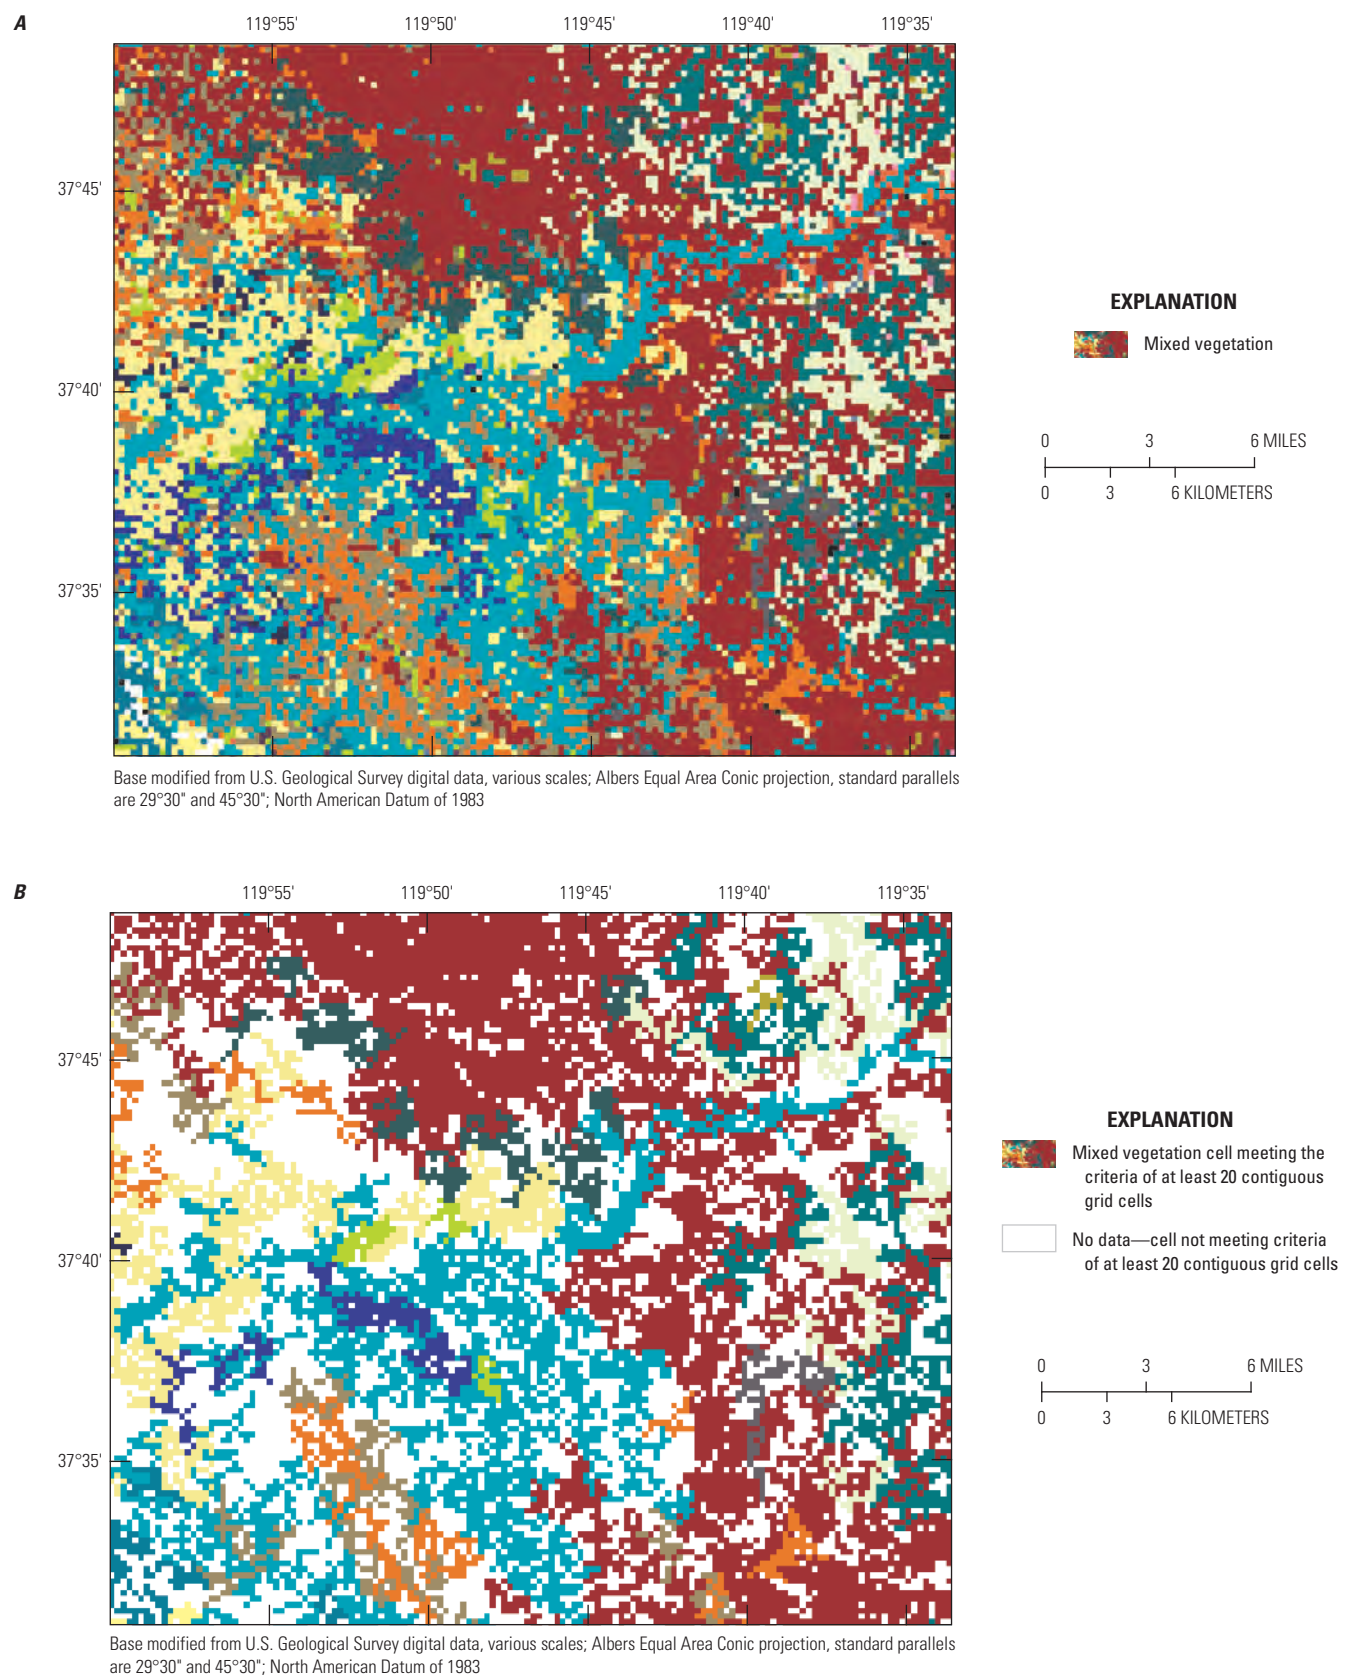 A
119°55' 119°50' 119°45' 119°40' 119°35'
37°45'
37°40'
37°35'
EXPLANATION
Mixed vegetation
0 3 6 MILES
0 3 6 KILOMETERS
Base modified from U.S. Geological Survey digital data, various scales; Albers Equal Area Conic projection, standard parallels
are 29°30" and 45°30"; North American Datum of 1983
B
119°55' 119°50' 119°45' 119°40' 119°35'
37°45'
37°40'
37°35'
EXPLANATION
Mixed vegetation cell meeting the
criteria of at least 20 contiguous
grid cells
No data—cell not meeting criteria
of at least 20 contiguous grid cells
0 3 6 MILES
0 3 6 KILOMETERS
Base modified from U.S. Geological Survey digital data, various scales; Albers Equal Area Conic projection, standard parallels
are 29°30" and 45°30"; North American Datum of 1983